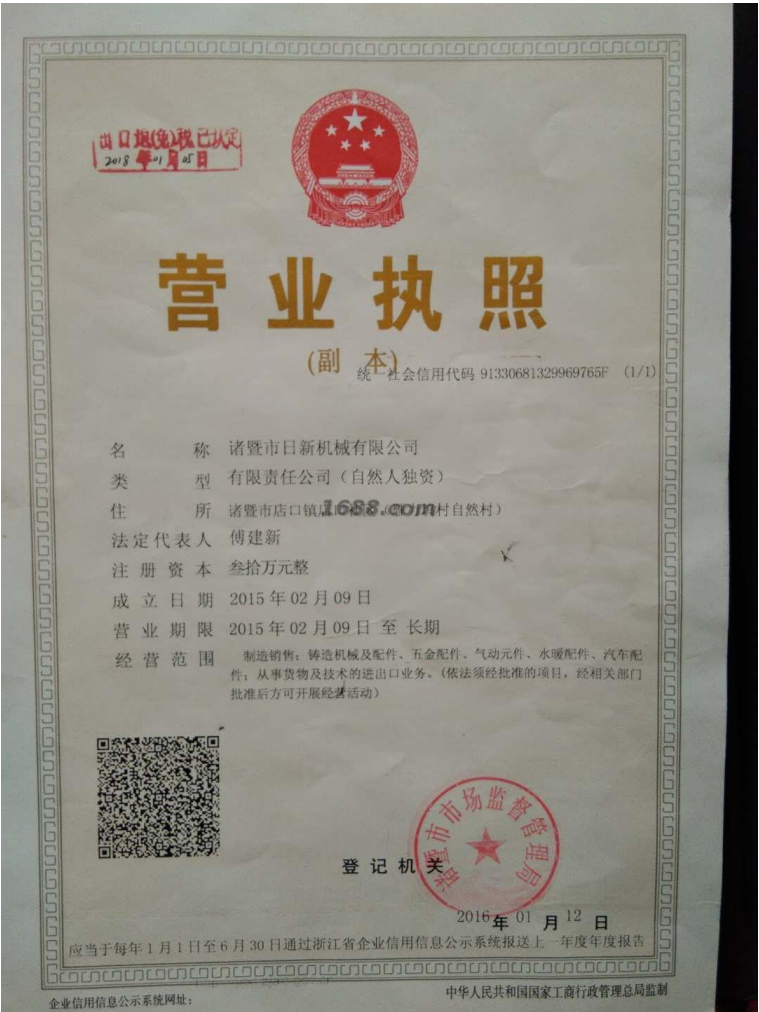 出口退(免)税已认定
2018年01月05日
营业执照
(副 本)
统一社会信用代码 91330681329969765F (1/1)
名 称 诸暨市日新机械有限公司
类 型 有限责任公司（自然人独资）
住 所 诸暨市店口镇 村自然村）
1688.com
法定代表人 傅建新
注册资本 叁拾万元整
成立日期 2015年02月09日
营业期限 2015年02月09日 至 长期
经营范围 制造销售：铸造机械及配件、五金配件、气动元件、水暖配件、汽车配
件；从事货物及技术的进出口业务。(依法须经批准的项目，经相关部门
批准后方可开展经营活动）
诸暨市市场监督管理局
登记机关
2016年 01月 12日
应当于每年1月1日至6月30日通过浙江省企业信用信息公示系统报送上一年度年度报告
企业信用信息公示系统网址：
中华人民共和国国家工商行政管理总局监制